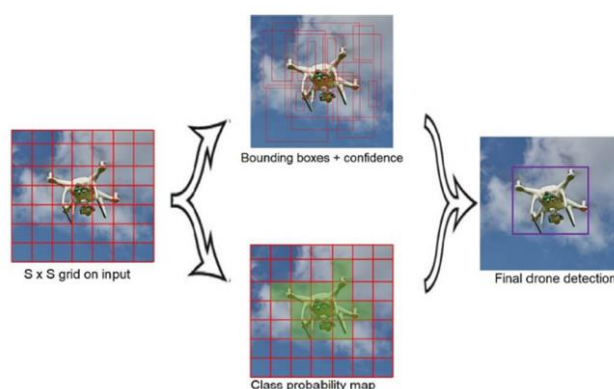 Bounding boxes + confidence
S x S grid on input
Final drone detection
Class probability map